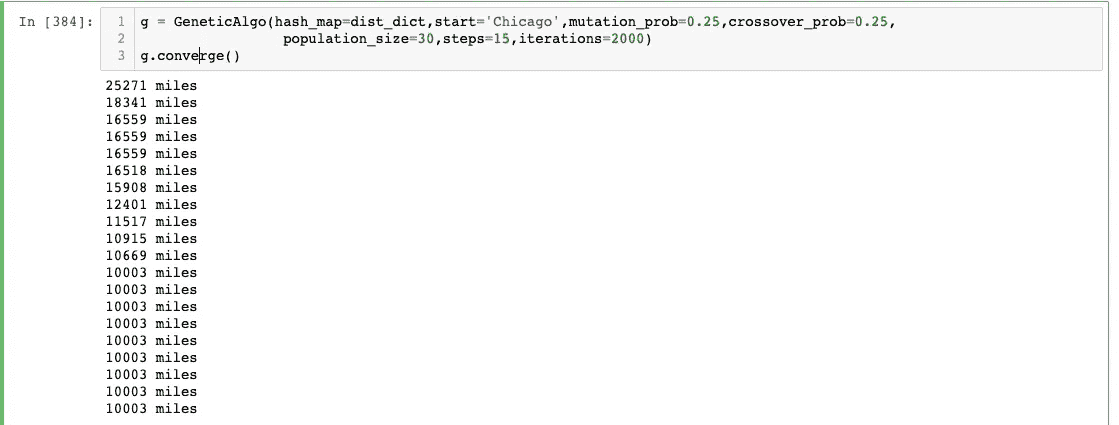 In [384]: 1 g = GeneticAlgo(hash_map=dist_dict,start='Chicago',mutation_prob=0.25,crossover_prob=0.25,
2 population_size=30,steps=15,iterations=2000)
3 g.converge()
25271 miles
18341 miles
16559 miles
16559 miles
16559 miles
16518 miles
15908 miles
12401 miles
11517 miles
10915 miles
10669 miles
10003 miles
10003 miles
10003 miles
10003 miles
10003 miles
10003 miles
10003 miles
10003 miles
10003 miles